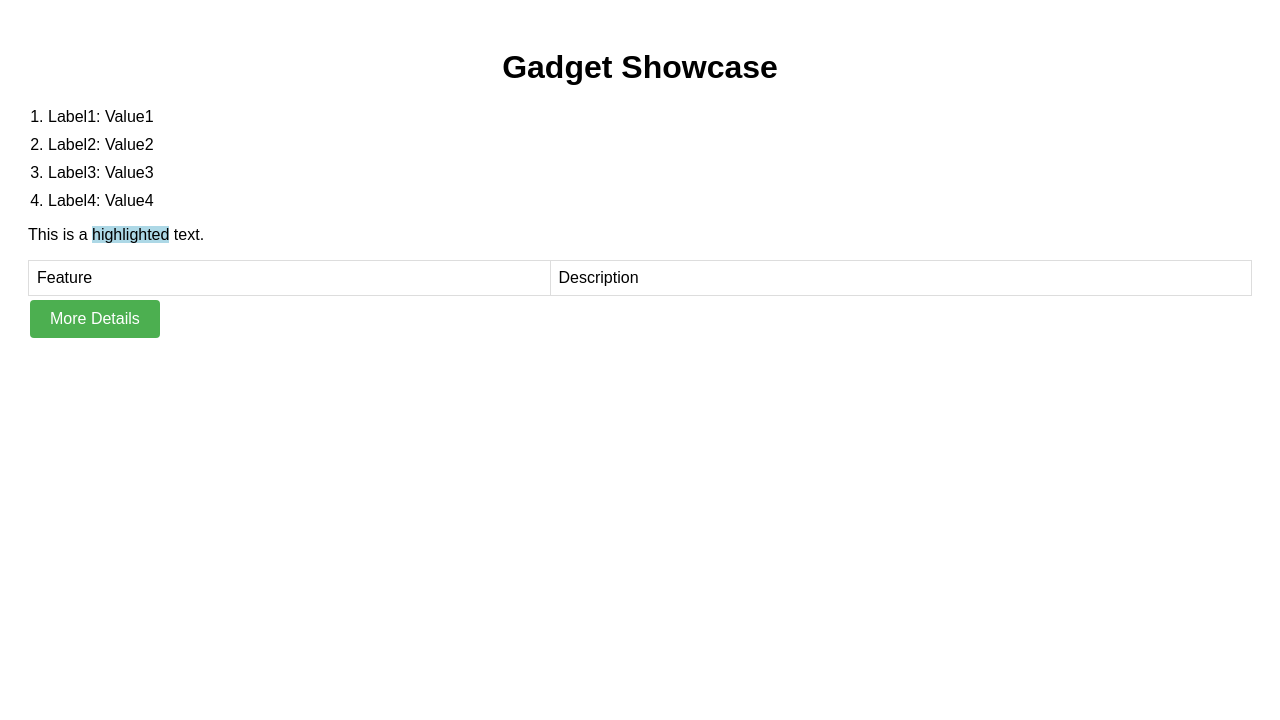 Gadget Showcase
1. Label1: Value1
2. Label2: Value2
3. Label3: Value3
4. Label4: Value4
This is a highlighted text.
Feature Description
More Details